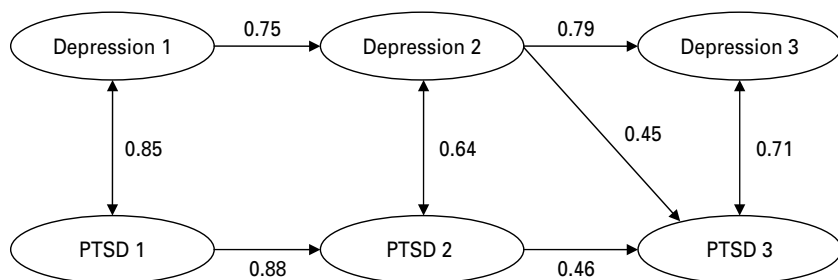 Depression 1
0.75
Depression 2
0.79
Depression 3
0.85
0.64
0.45
0.71
PTSD 1
0.88
PTSD 2
0.46
PTSD 3